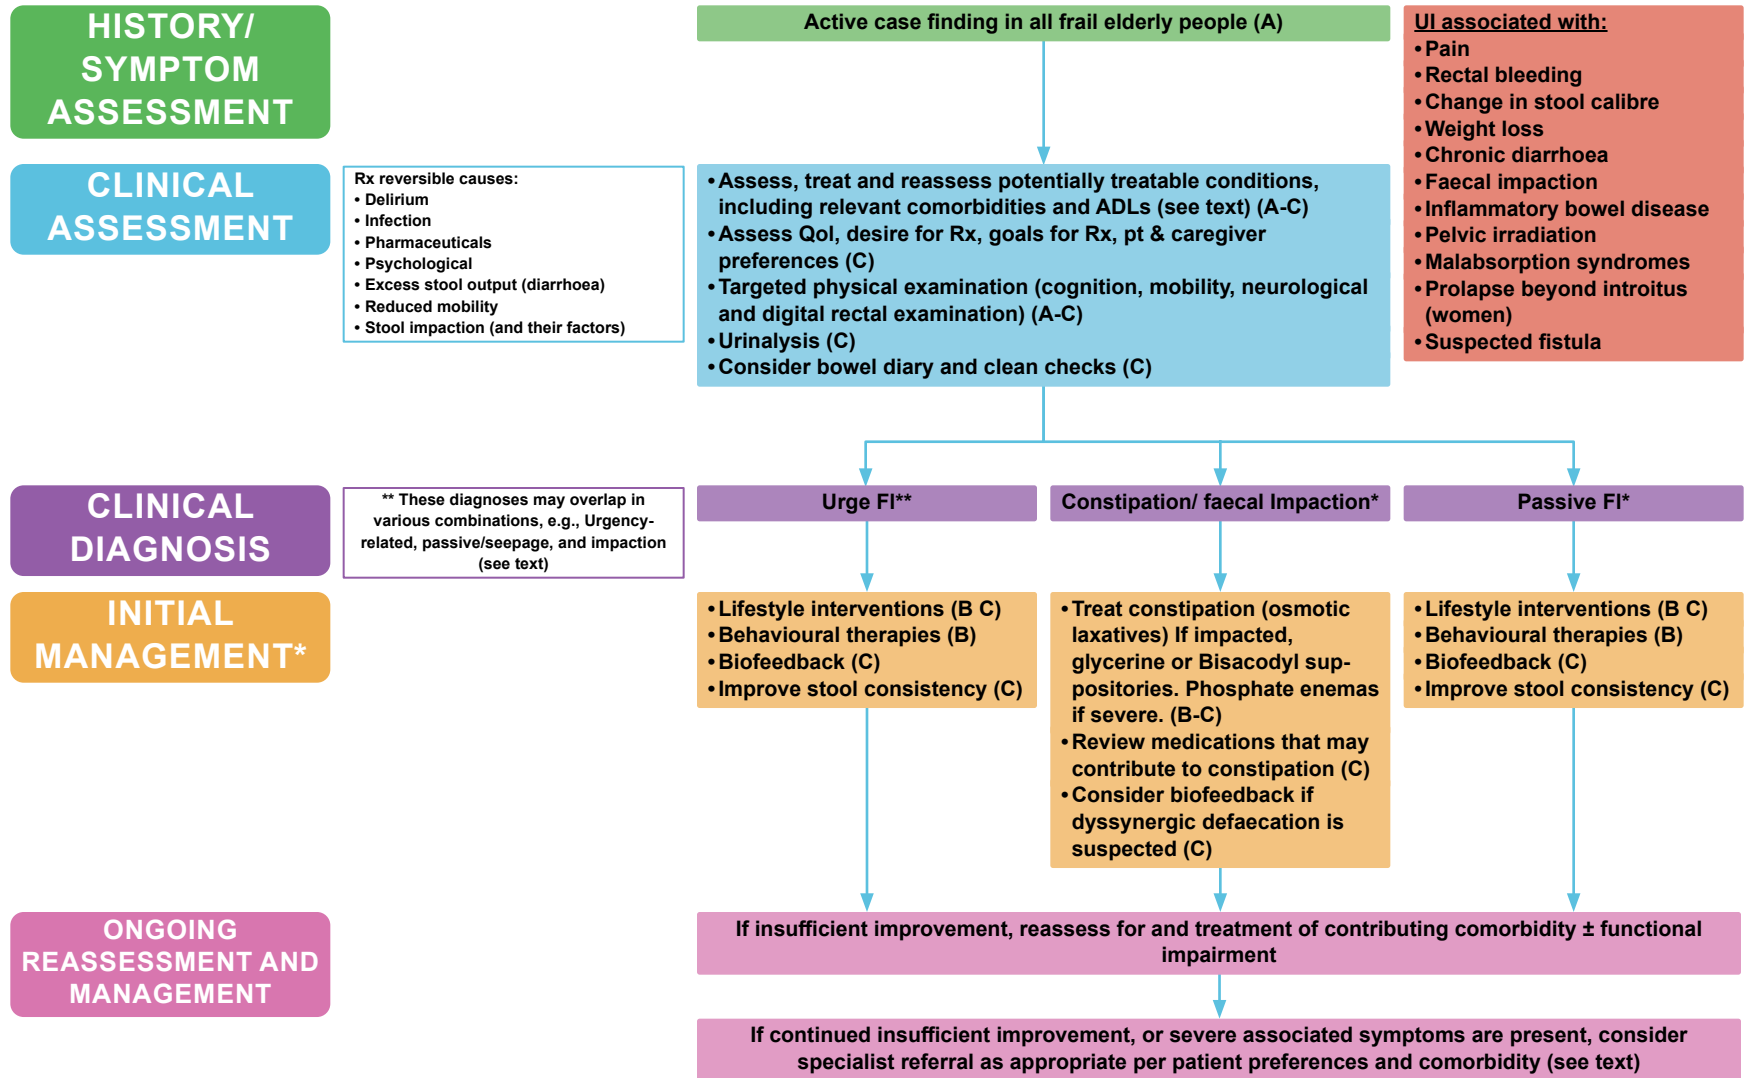 HISTORY/
SYMPTOM
ASSESSMENT
Active case finding in all frail elderly people (A)
UI associated with:
• Pain
• Rectal bleeding
• Change in stool calibre
• Weight loss
• Chronic diarrhoea
• Faecal impaction
• Inflammatory bowel disease
• Pelvic irradiation
• Malabsorption syndromes
• Prolapse beyond introitus
(women)
• Suspected fistula
CLINICAL
ASSESSMENT
Rx reversible causes:
• Delirium
• Infection
• Pharmaceuticals
• Psychological
• Excess stool output (diarrhoea)
• Reduced mobility
• Stool impaction (and their factors)
• Assess, treat and reassess potentially treatable conditions,
including relevant comorbidities and ADLs (see text) (A-C)
• Assess Qol, desire for Rx, goals for Rx, pt & caregiver
preferences (C)
• Targeted physical examination (cognition, mobility, neurological
and digital rectal examination) (A-C)
• Urinalysis (C)
• Consider bowel diary and clean checks (C)
CLINICAL
DIAGNOSIS
** These diagnoses may overlap in
various combinations, e.g., Urgency-
related, passive/seepage, and impaction
(see text)
Urge FI**
Constipation/ faecal Impaction*
Passive FI*
INITIAL
MANAGEMENT*
• Lifestyle interventions (B C)
• Behavioural therapies (B)
• Biofeedback (C)
• Improve stool consistency (C)
• Treat constipation (osmotic
laxatives) If impacted,
glycerine or Bisacodyl sup-
positories. Phosphate enemas
if severe. (B-C)
• Review medications that may
contribute to constipation (C)
• Consider biofeedback if
dyssynergic defaecation is
suspected (C)
• Lifestyle interventions (B C)
• Behavioural therapies (B)
• Biofeedback (C)
• Improve stool consistency (C)
ONGOING
REASSESSMENT AND
MANAGEMENT
If insufficient improvement, reassess for and treatment of contributing comorbidity ± functional
impairment
If continued insufficient improvement, or severe associated symptoms are present, consider
specialist referral as appropriate per patient preferences and comorbidity (see text)